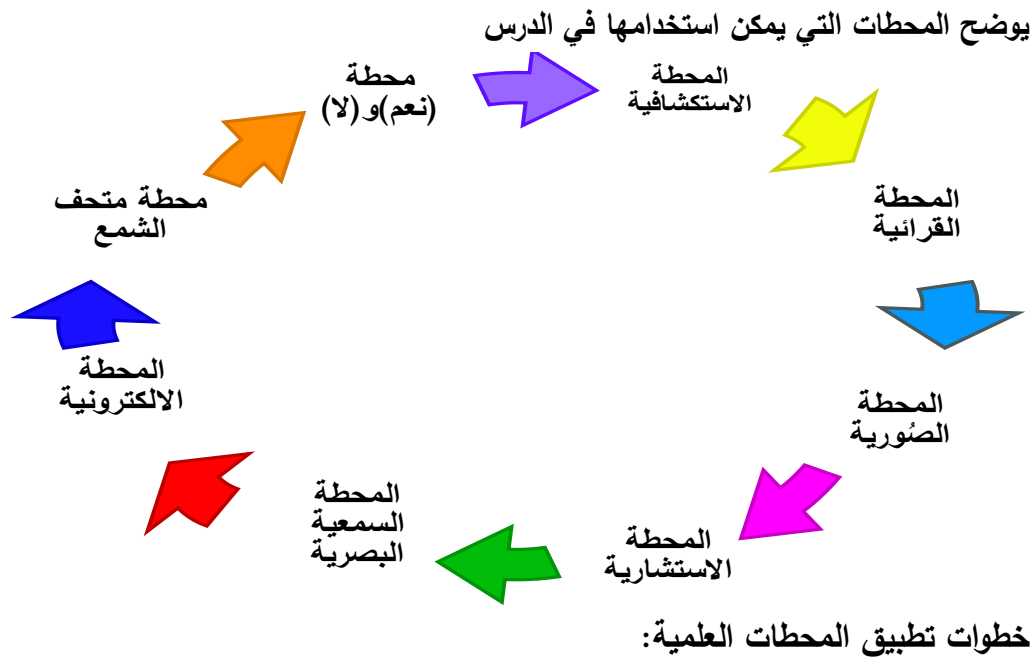 يوضح المحطات التي يمكن استخدامها في الدرس
المحطة
الاستكشافية
المحطة
القرائية
المحطة
الصُورية
المحطة
الاستشارية
المحطة
السمعية
البصرية
المحطة
الالكترونية
محطة متحف
الشمع
محطة
(نعم)و(لا)
خطوات تطبيق المحطات العلمية: